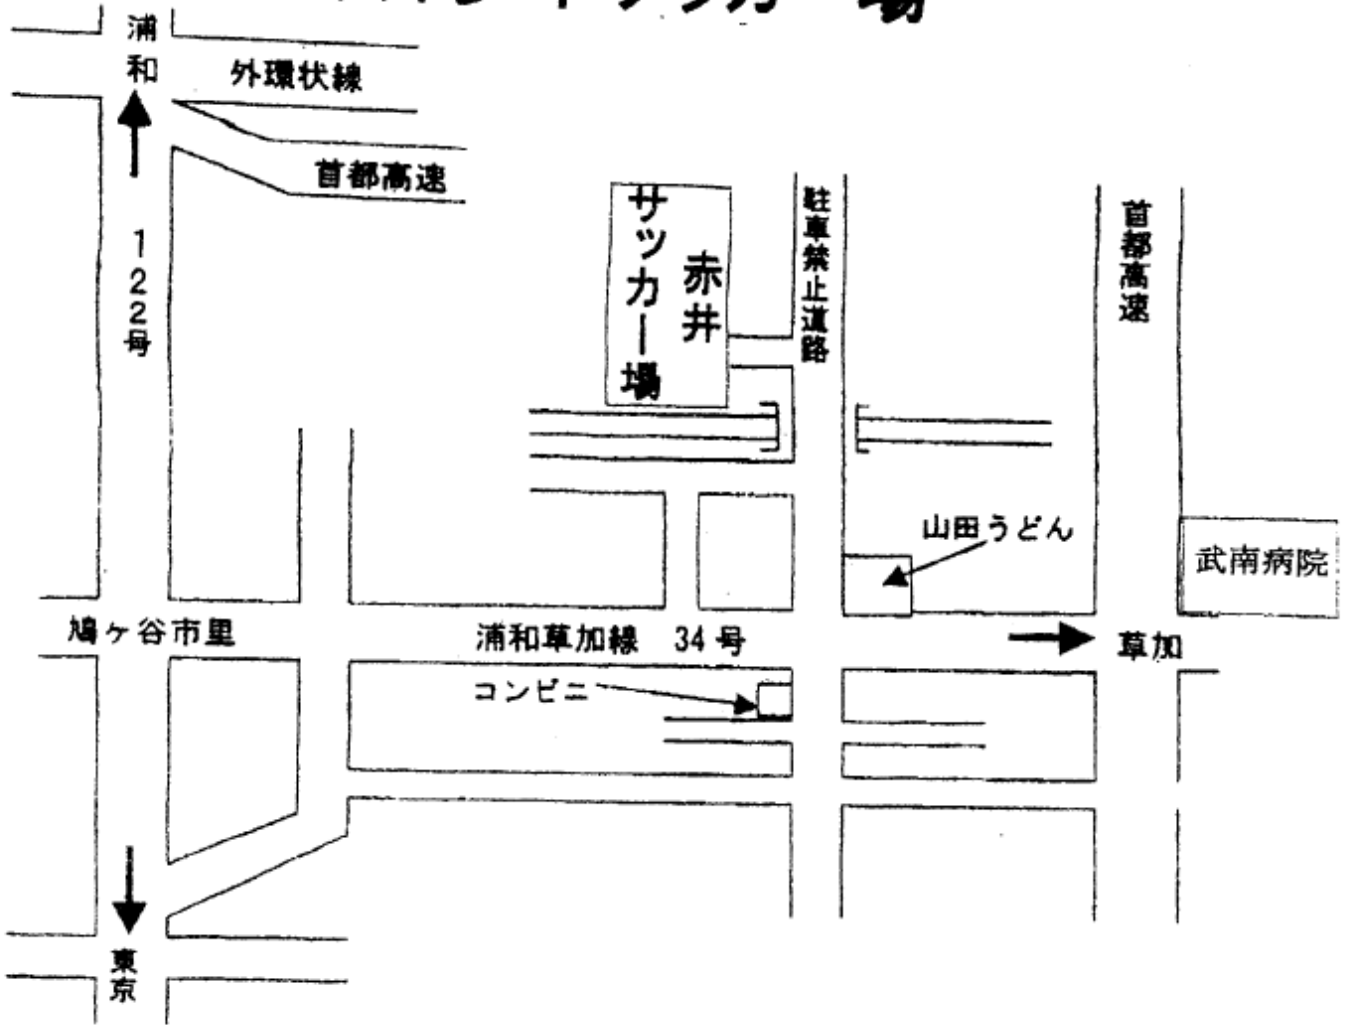 浦和
外環状線
首都高速
122号
赤井
サッカー場
駐車禁止道路
首都高速
山田うどん
武南病院
鳩ヶ谷市里
浦和草加線 34号
草加
コンビニ
東京